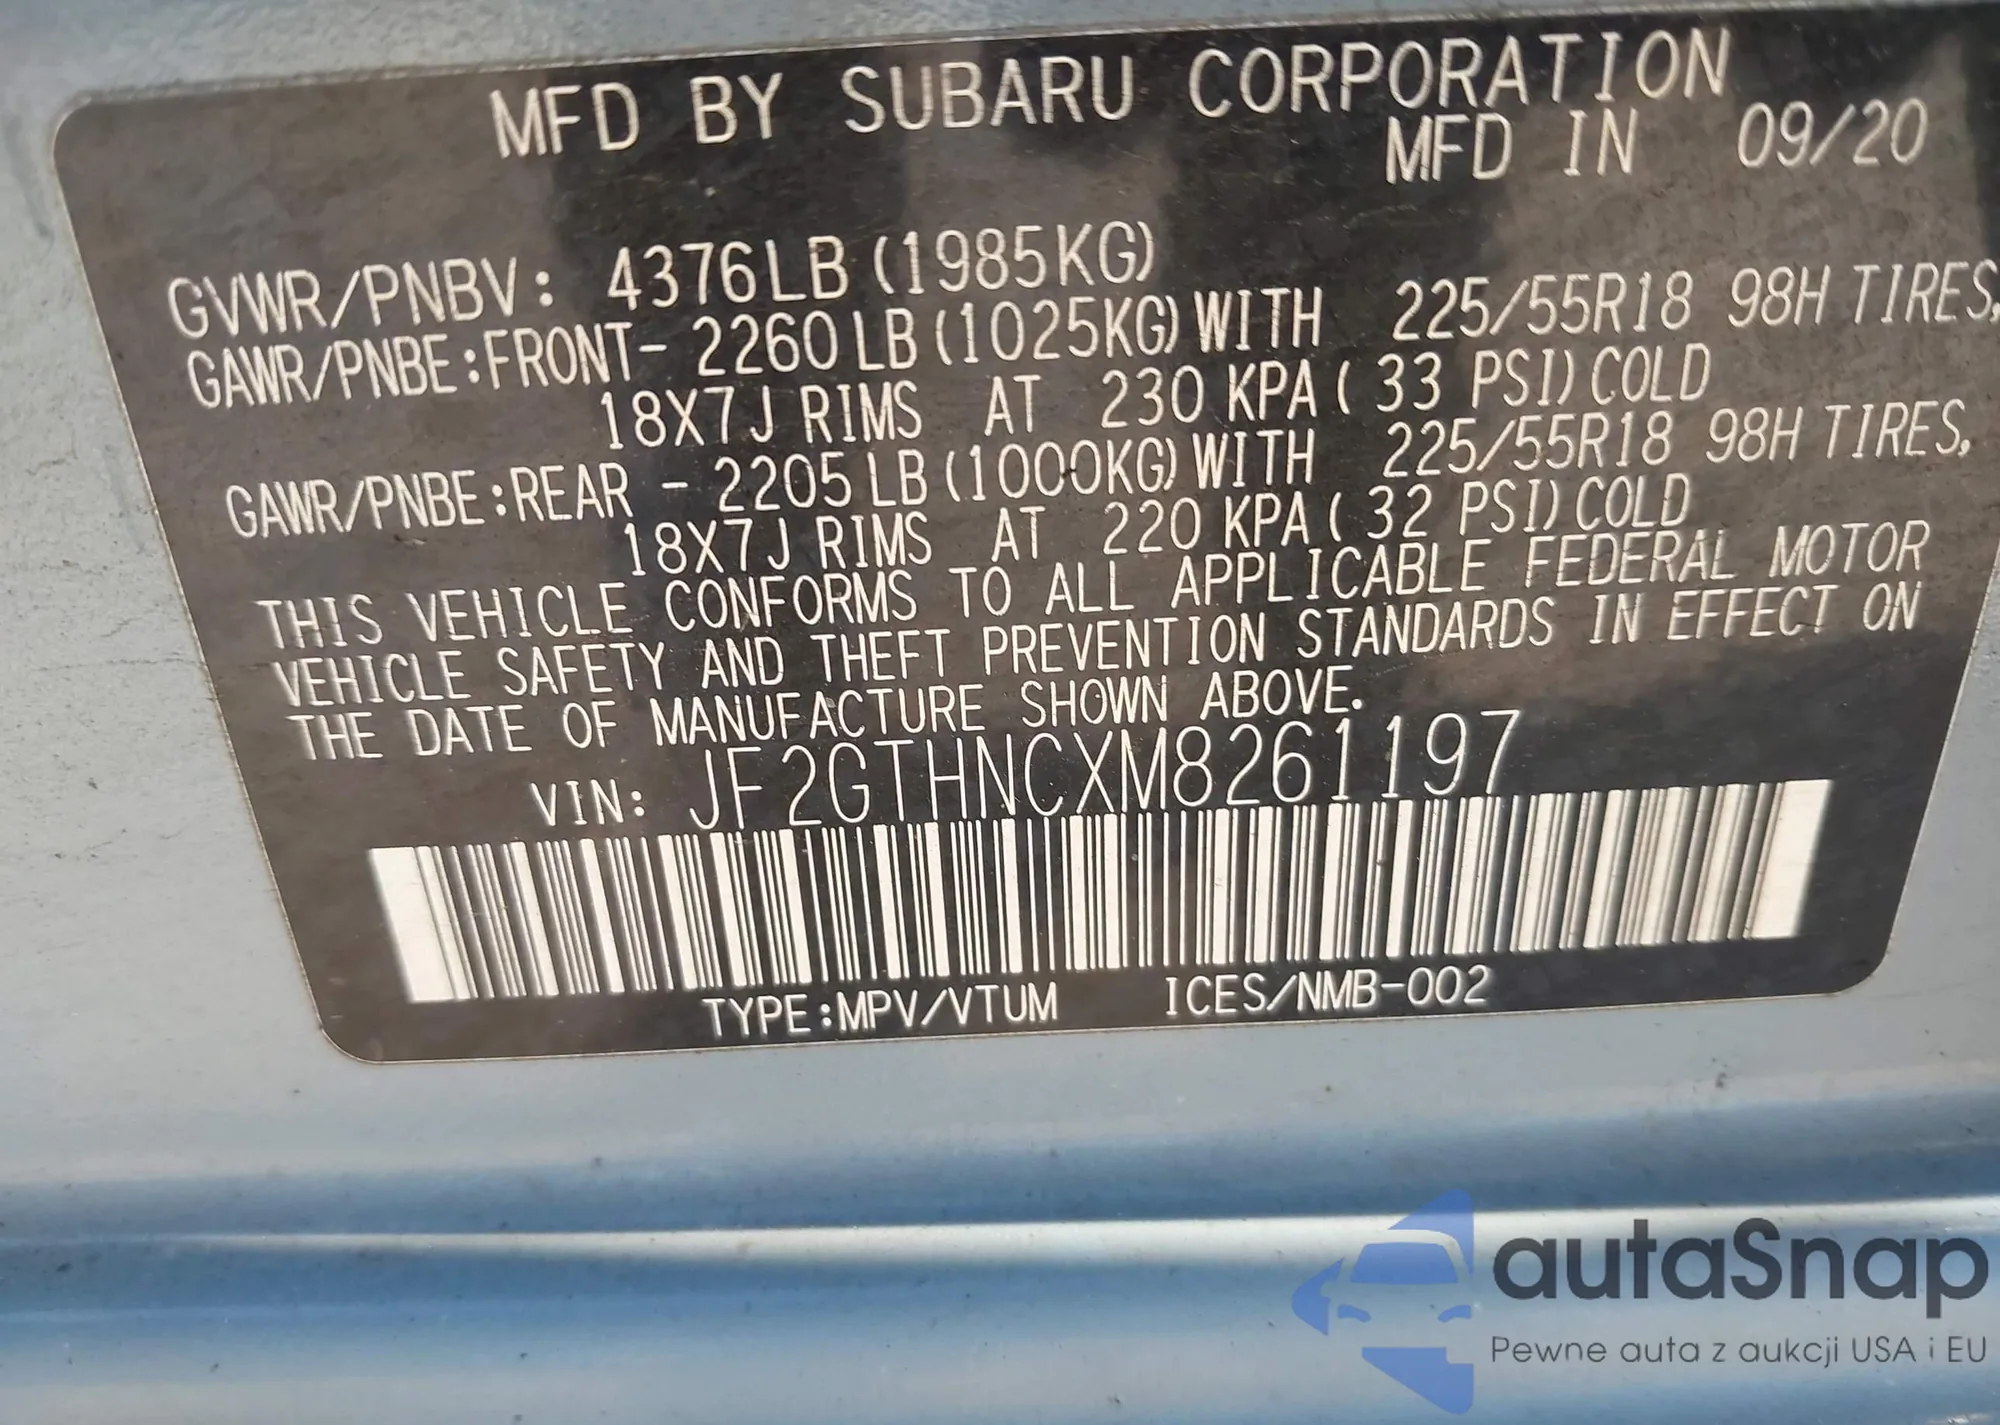 MFD BY SUBARU CORPORATION
MFD IN 09/20
GVWR/PNBV: 4376LB (1985KG)
GAWR/PNBE:FRONT- 2260LB (1025KG) WITH 225/55R18 98H TIRES,
18X7J RIMS AT 230 KPA ( 33 PSI) COLD
GAWR/PNBE:REAR - 2205LB (1000KG) WITH 225/55R18 98H TIRES,
18X7J RIMS AT 220 KPA ( 32 PSI) COLD
THIS VEHICLE CONFORMS TO ALL APPLICABLE FEDERAL MOTOR
VEHICLE SAFETY AND THEFT PREVENTION STANDARDS IN EFFECT ON
THE DATE OF MANUFACTURE SHOWN ABOVE.
VIN: JF2GTHNCXM8261197
TYPE:MPV/VTUM ICES/NMB-002
autaSnap
Pewne auta z aukcji USA i EU